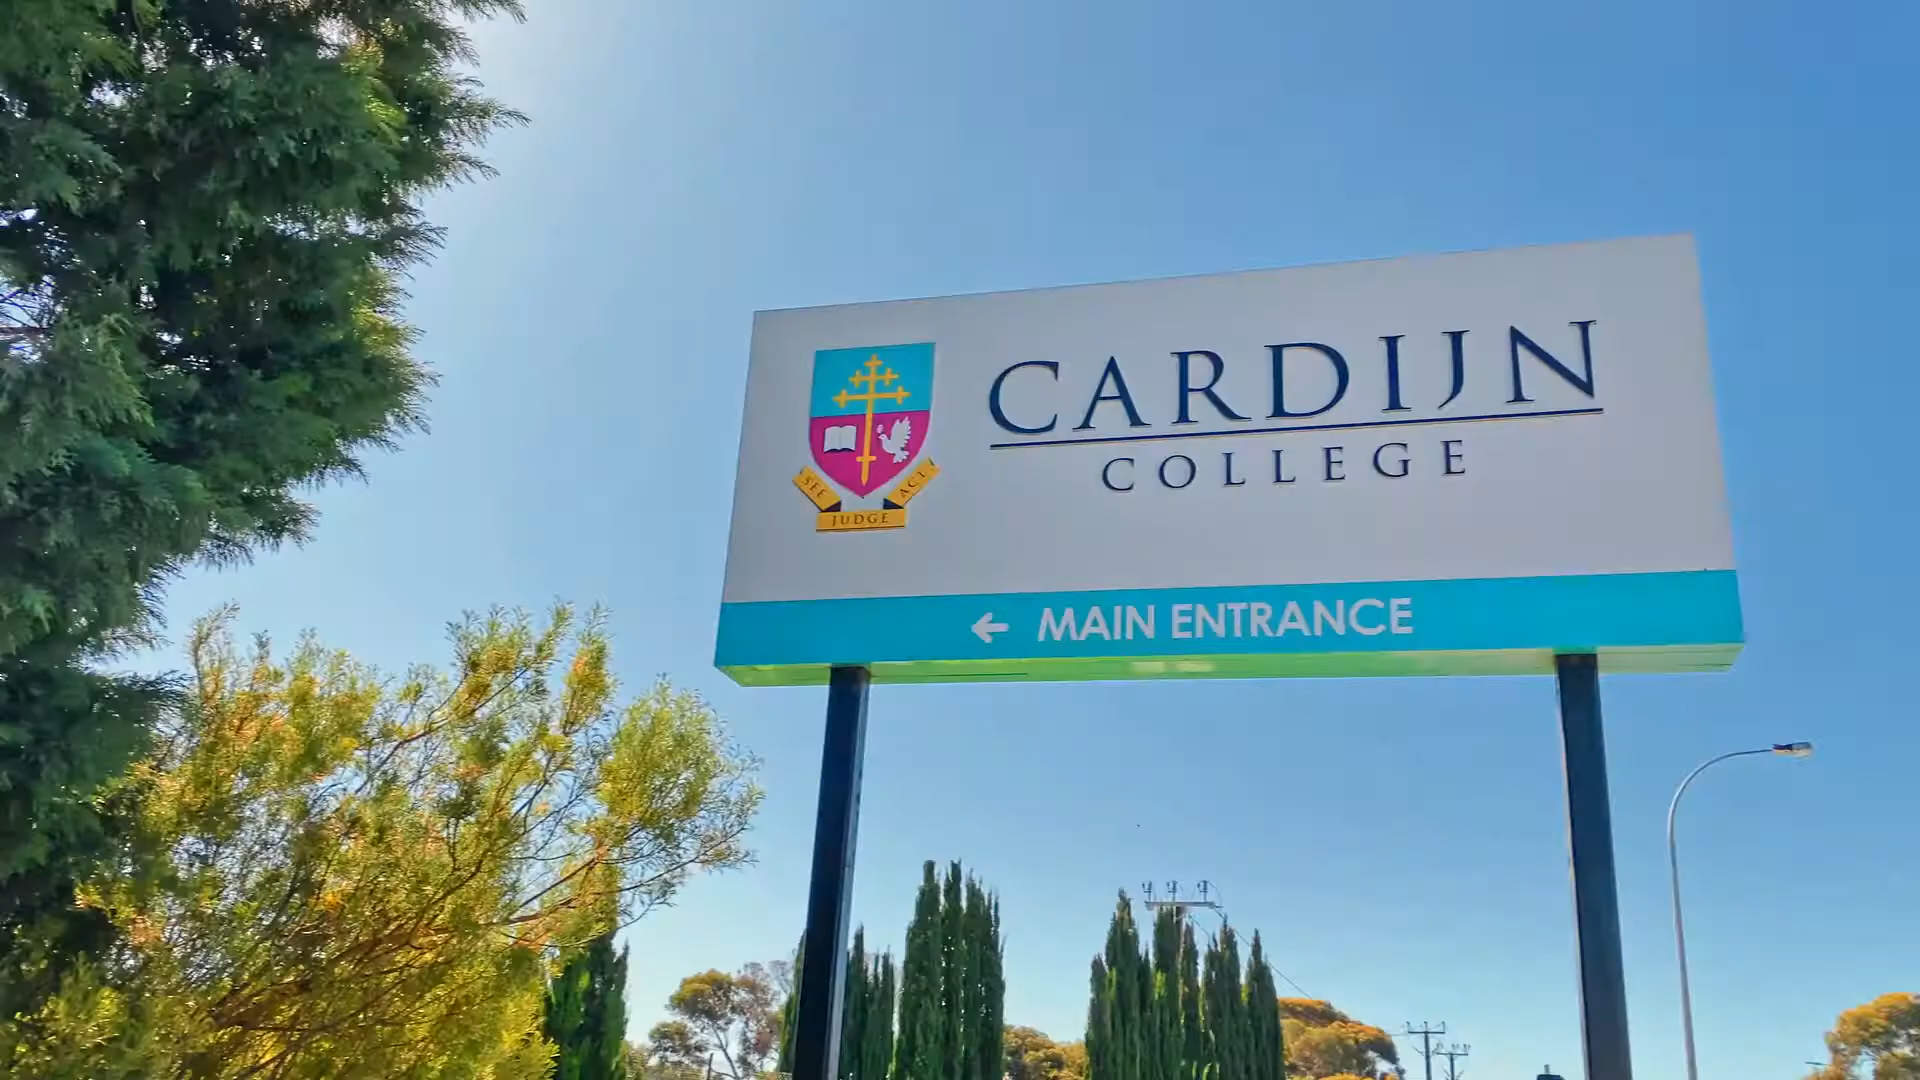 CARDIJN
COLLEGE
SEE
JUDGE
ACT
← MAIN ENTRANCE